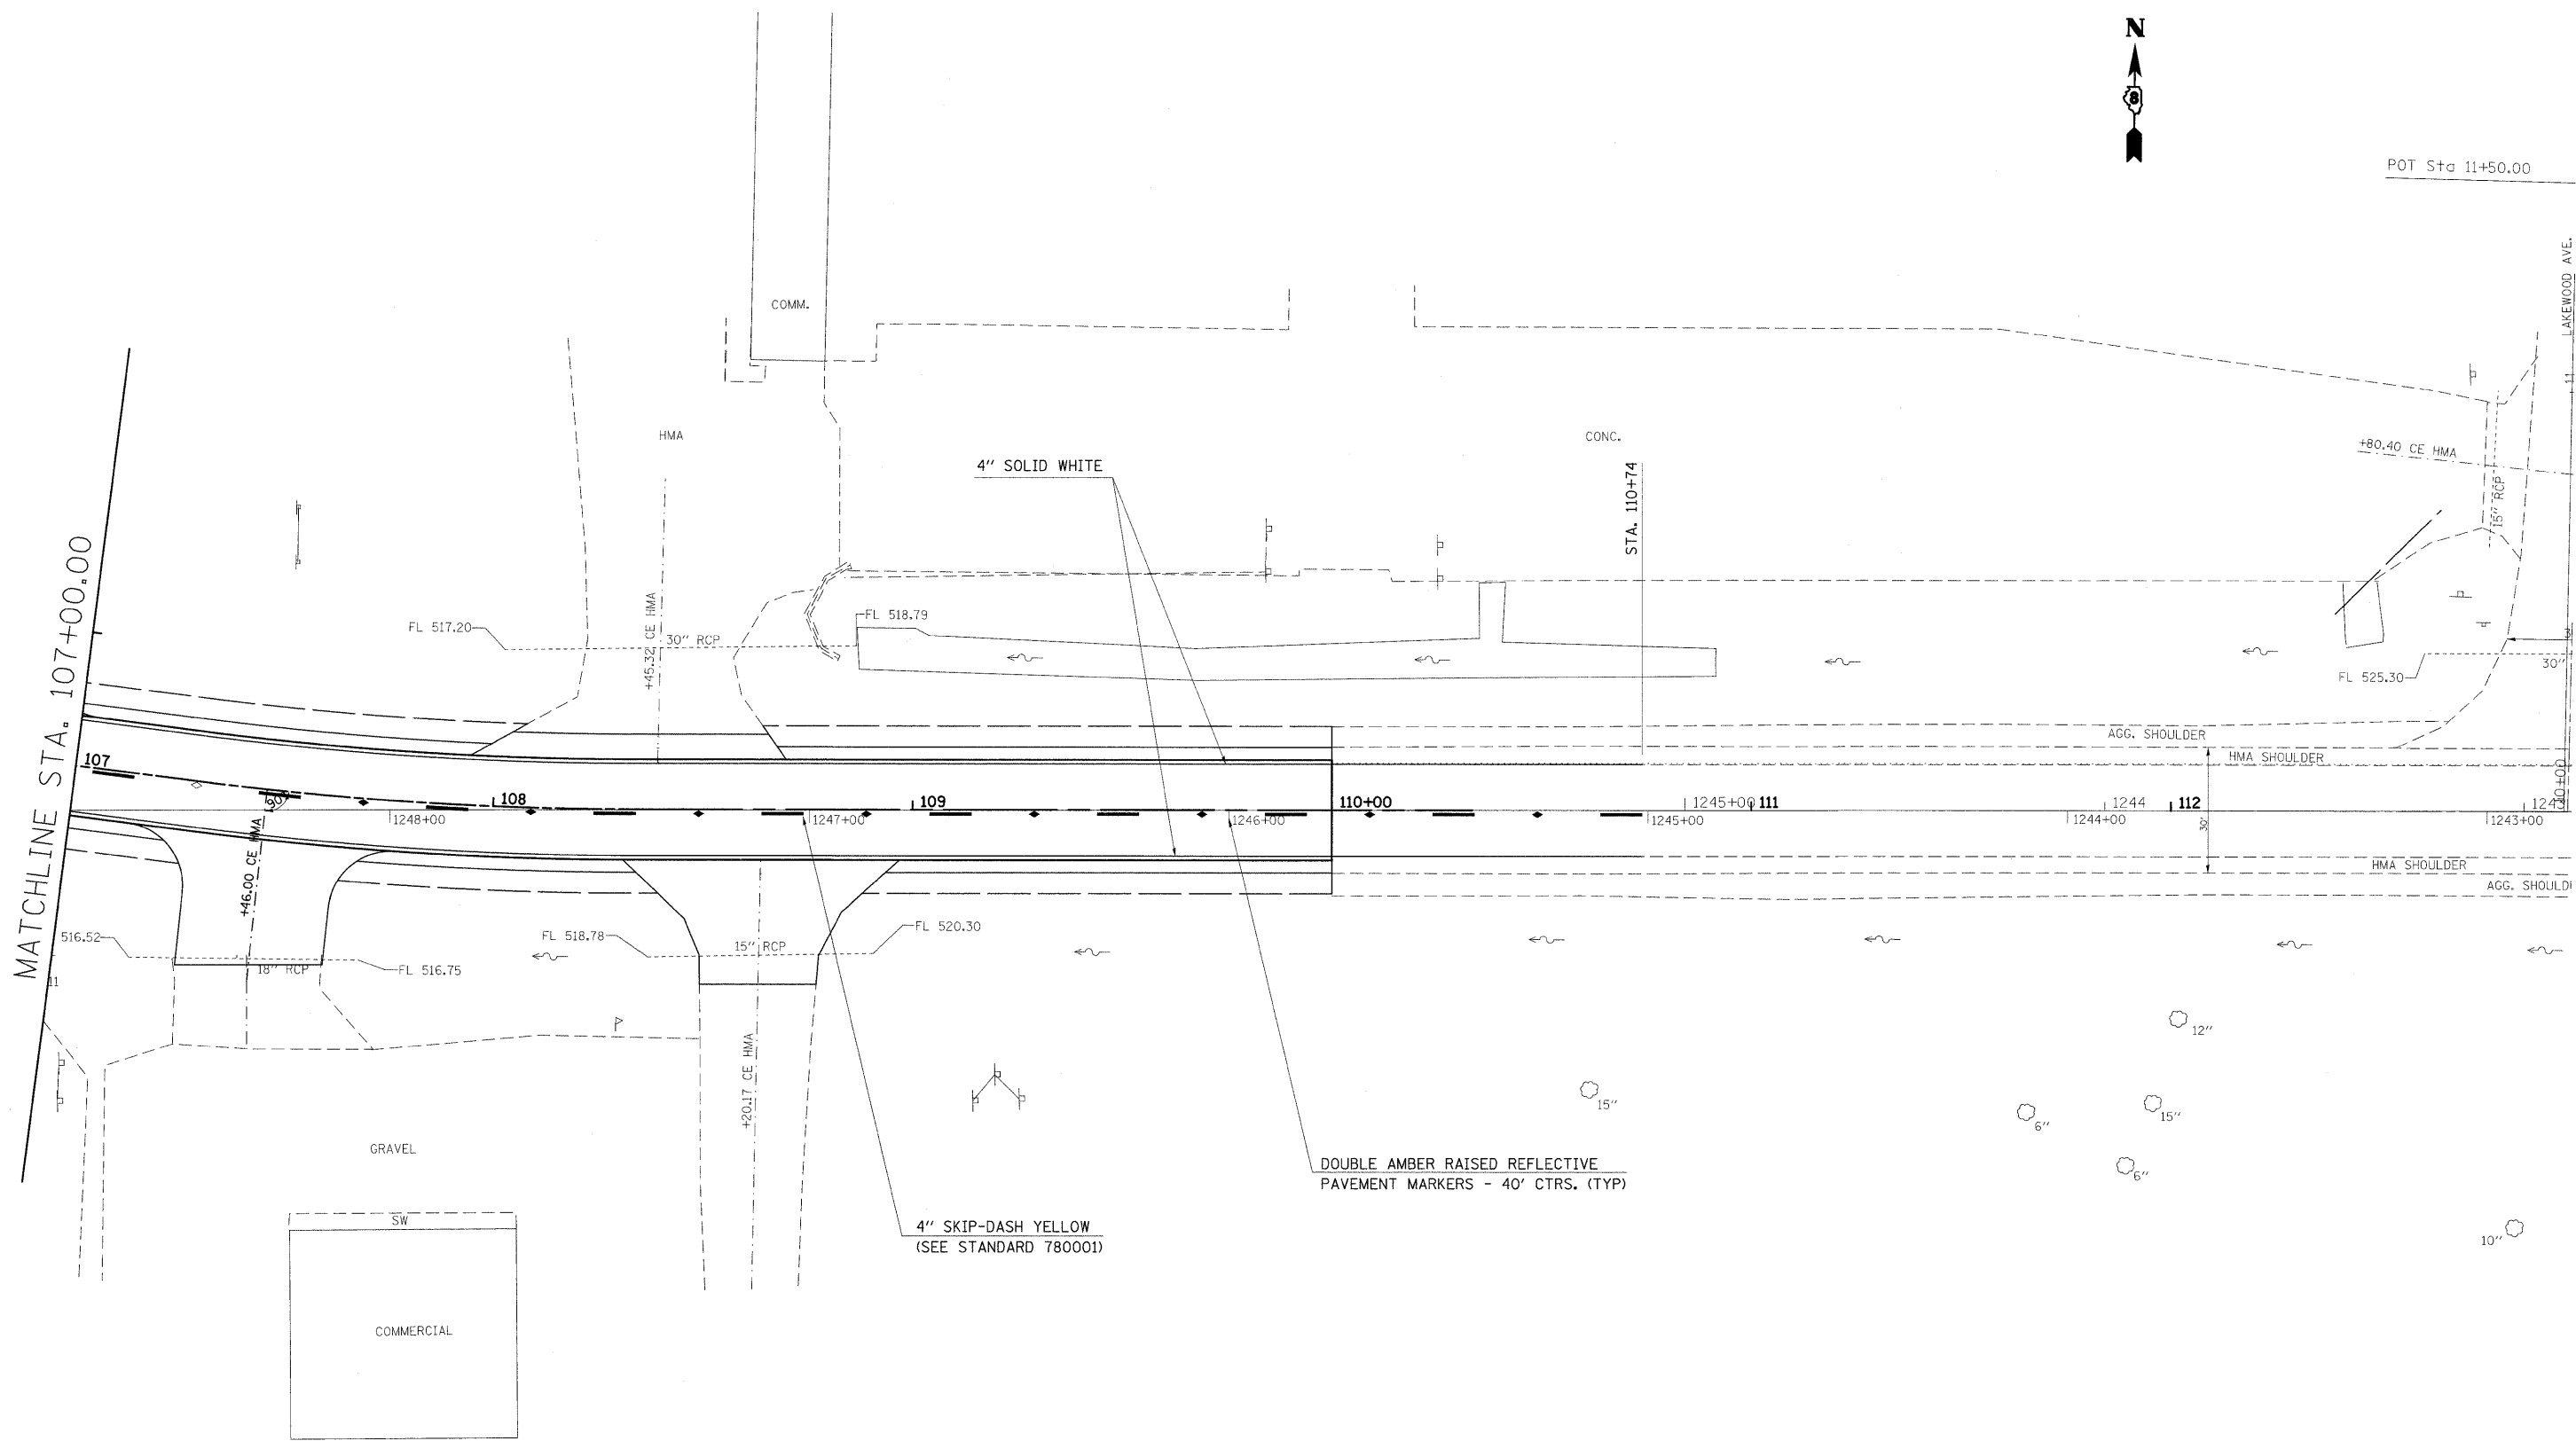 N
8
POT Sta 11+50.00
LAKEWOOD AVE.
COMM.
11
HMA
CONC.
+80.40 CE HMA
4" SOLID WHITE
STA. 110+74
15" RCP
MATCHLINE STA. 107+00.00
+45.32 CE HMA
FL 517.20
30" RCP
FL 518.79
30"
FL 525.30
AGG. SHOULDER
HMA SHOULDER
107
90°
108
109
110+00
1245+00
111
1244
112
1243
1248+00
1247+00
1246+00
1245+00
1244+00
1243+00
30'
HMA SHOULDER
AGG. SHOULD
+46.00 CE HMA
516.52
18" RCP
FL 516.75
FL 518.78
15" RCP
FL 520.30
11
12"
+20.17 CE HMA
15"
6"
15"
6"
GRAVEL
DOUBLE AMBER RAISED REFLECTIVE
PAVEMENT MARKERS - 40' CTRS. (TYP)
SW
4" SKIP-DASH YELLOW
(SEE STANDARD 780001)
10"
COMMERCIAL